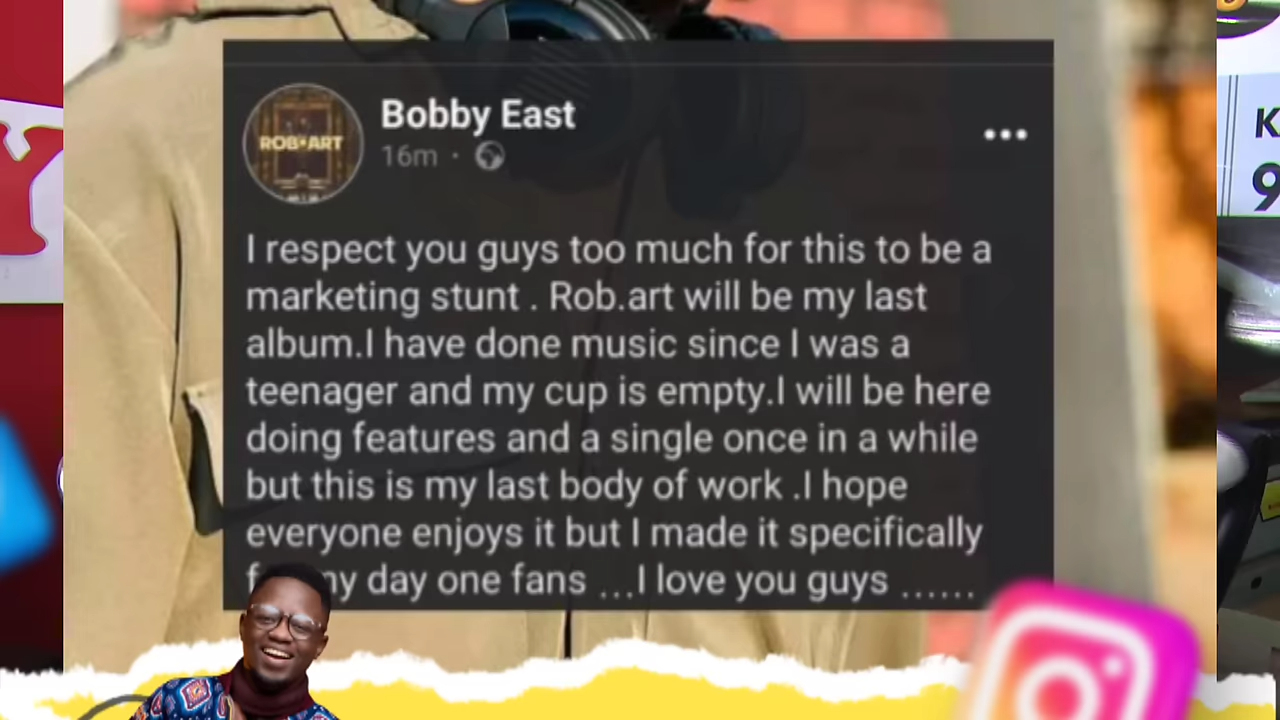 Bobby East
16m ·
ROB•ART
I respect you guys too much for this to be a
marketing stunt . Rob.art will be my last
album.I have done music since I was a
teenager and my cup is empty.I will be here
doing features and a single once in a while
but this is my last body of work .I hope
everyone enjoys it but I made it specifically
my day one fans ...I love you guys ......
Y
K
9